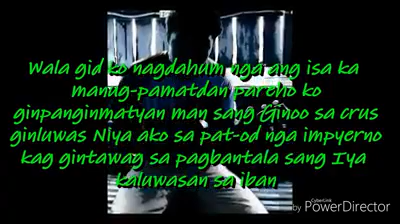 Wala gid ko nagdahum nga ang isa ka
manug-pamatdan pareho ko
ginpanginmatyan man sang Ginoo sa crus
ginluwas Niya ako sa pat-od nga impyerno
kag gintawag sa pagbantala sang Iya
kaluwasan sa iban
by CyberLink PowerDirector